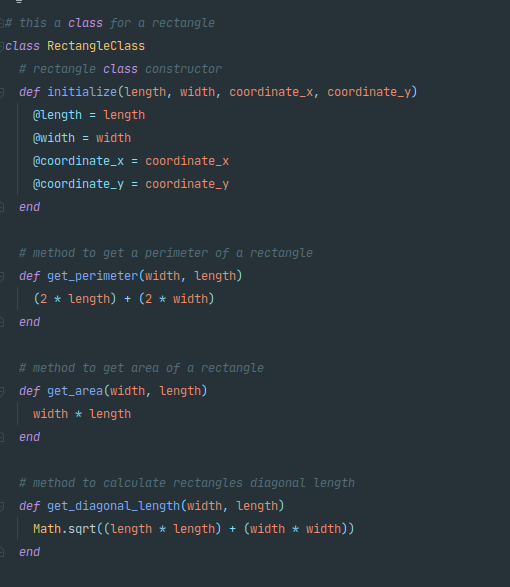 # this a class for a rectangle
class RectangleClass
# rectangle class constructor
def initialize(length, width, coordinate_x, coordinate_y)
@length = length
@width = width
@coordinate_x = coordinate_x
@coordinate_y = coordinate_y
end
# method to get a perimeter of a rectangle
def get_perimeter(width, length)
(2 * length) + (2 * width)
end
# method to get area of a rectangle
def get_area(width, length)
width * length
end
# method to calculate rectangles diagonal length
def get_diagonal_length(width, length)
Math.sqrt((length * length) + (width * width))
end